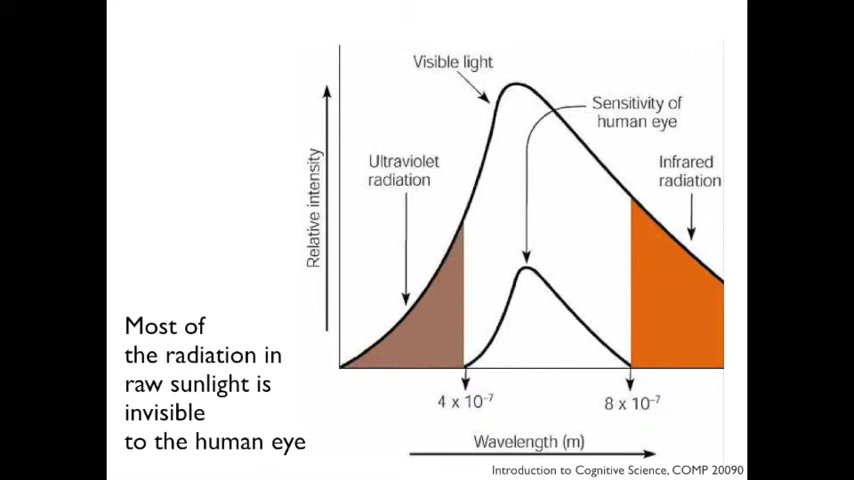 Visible light
Sensitivity of
human eye
Ultraviolet
radiation
Infrared
radiation
Relative intensity
Most of
the radiation in
raw sunlight is
invisible
to the human eye
4 x 10⁻⁷
8 x 10⁻⁷
Wavelength (m)
Introduction to Cognitive Science, COMP 20090